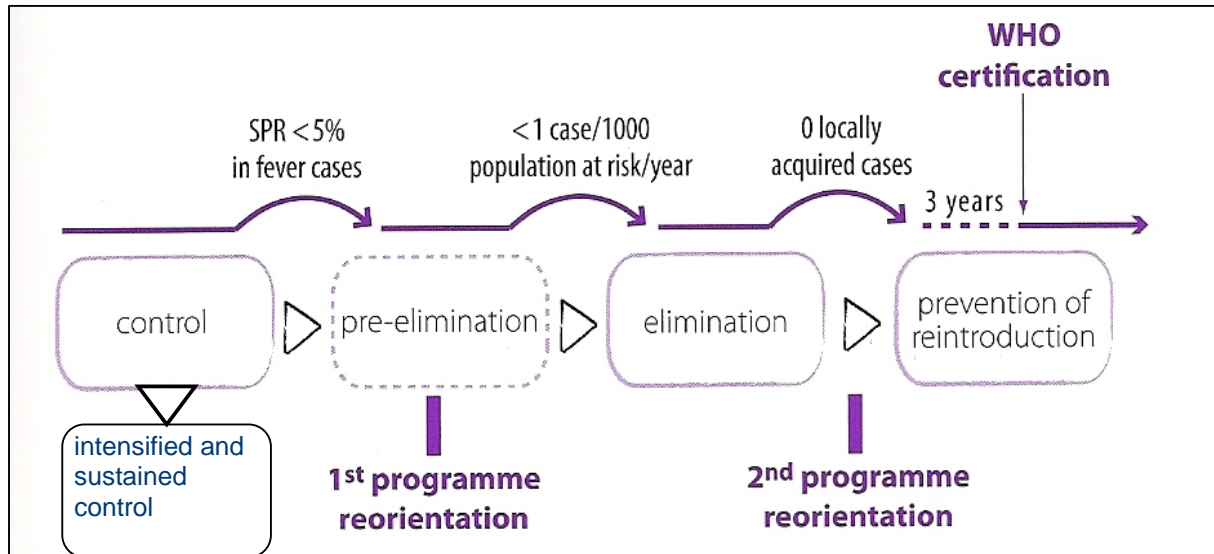 WHO
certification
SPR <5%
in fever cases
<1 case/1000
population at risk/year
0 locally
acquired cases
3 years
control
pre-elimination
elimination
prevention of
reintroduction
intensified and
sustained
control
1st programme
reorientation
2nd programme
reorientation